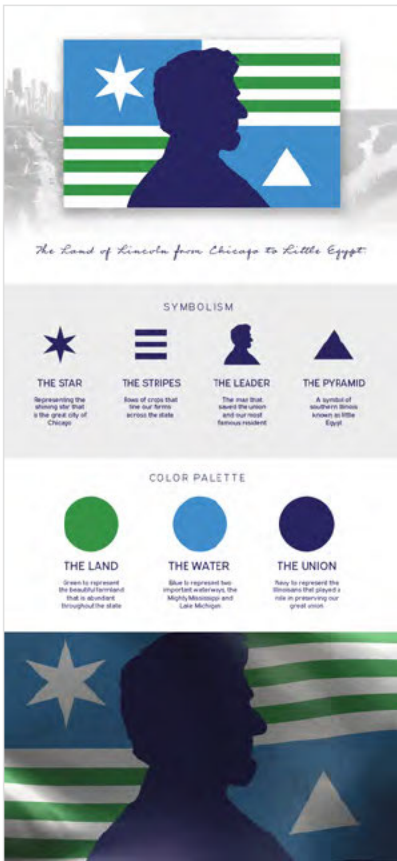 The Land of Lincoln from Chicago to Little Egypt
SYMBOLISM
THE STAR
Representing the
shining star that
is the great city of
Chicago
THE STRIPES
Rows of crops that
line our farms
across the state
THE LEADER
The man that
saved the union
and our most
famous resident
THE PYRAMID
A symbol of
southern Illinois
known as little
Egypt
COLOR PALETTE
THE LAND
Green to represent
the beautiful farmland
that is abundant
throughout the state
THE WATER
Blue to represent two
important waterways, the
Mighty Mississippi and
Lake Michigan
THE UNION
Navy to represent the
Illinoisans that played a
role in preserving our
great union